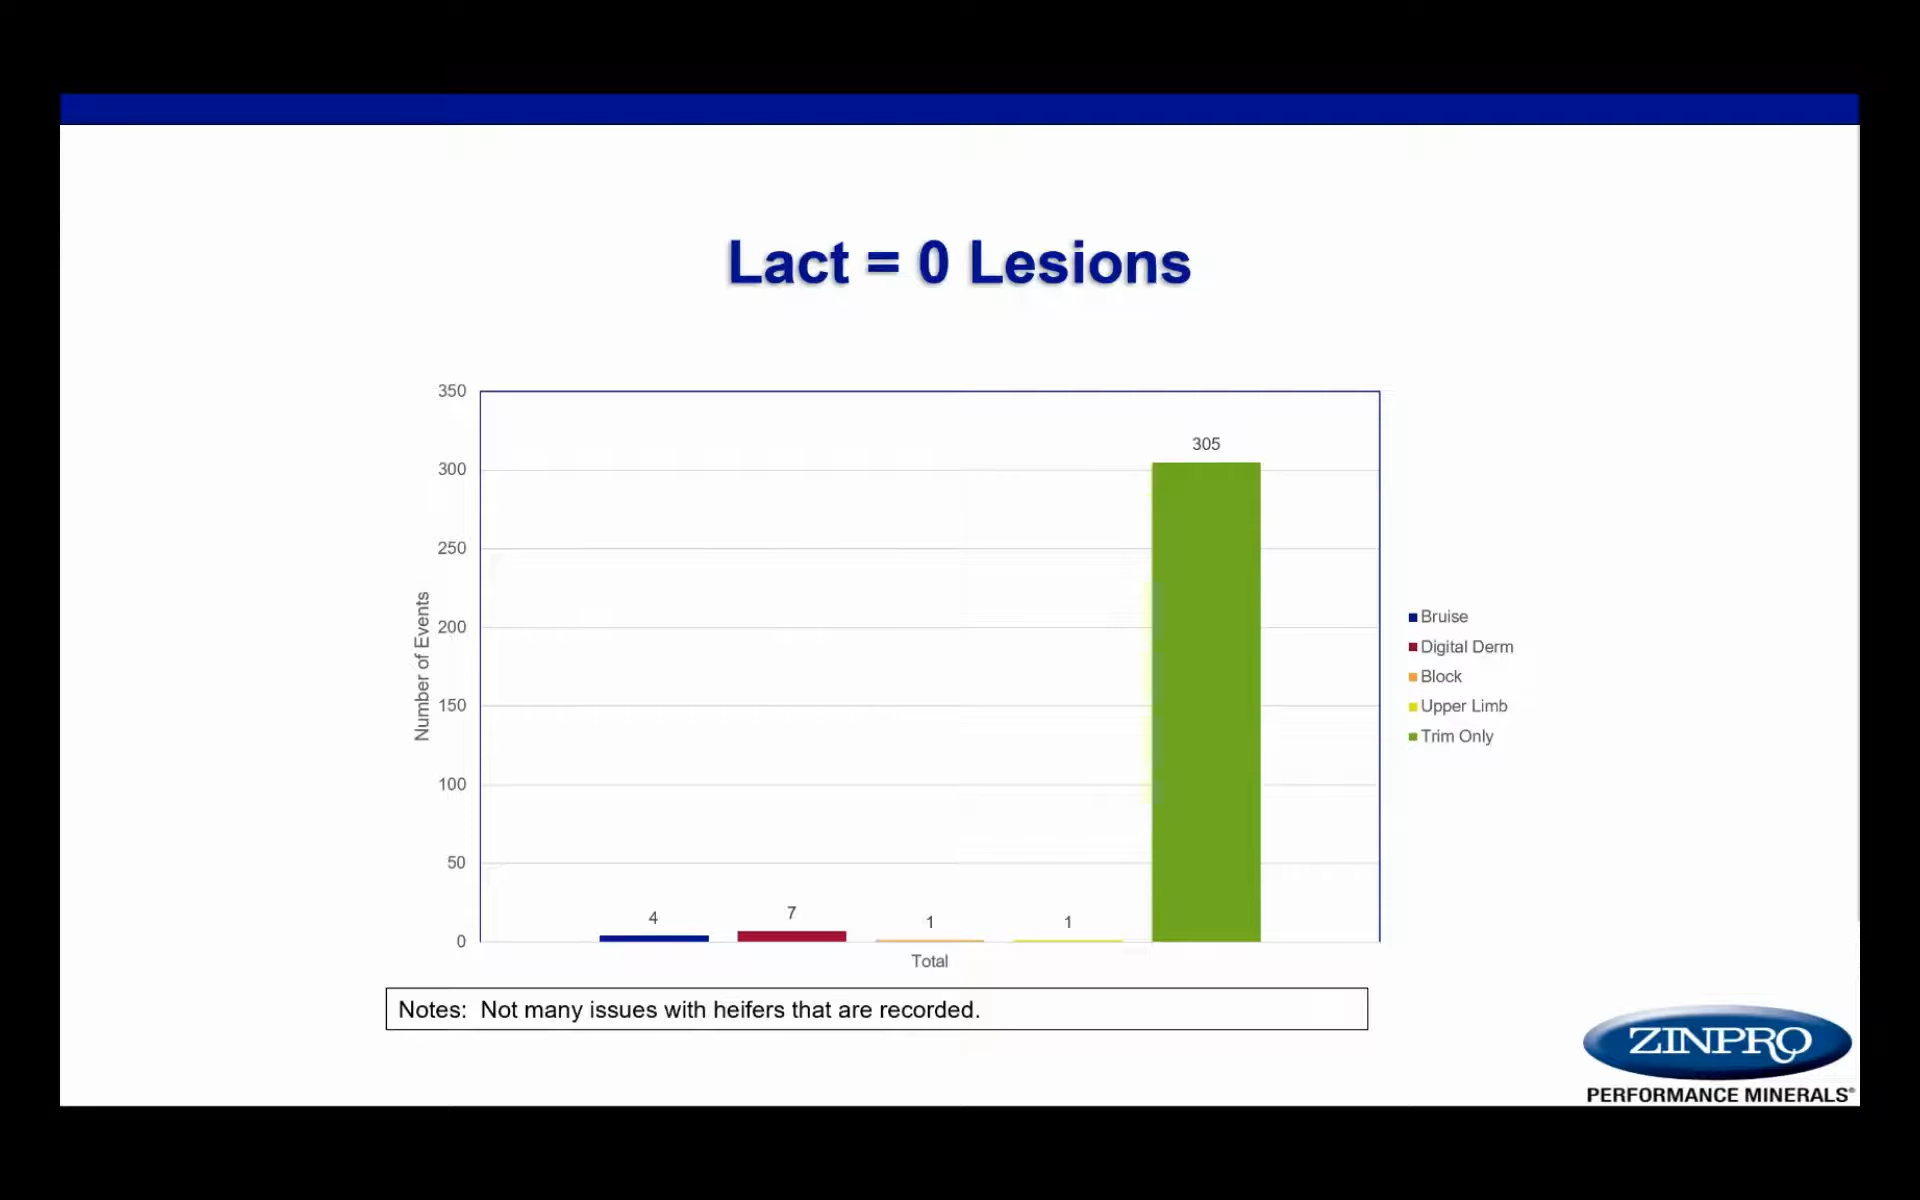 Lact = 0 Lesions
350
300
250
200
150
100
50
0
Number of Events
4
7
1
1
305
Total
Bruise
Digital Derm
Block
Upper Limb
Trim Only
Notes: Not many issues with heifers that are recorded.
ZINPRO
PERFORMANCE MINERALS®